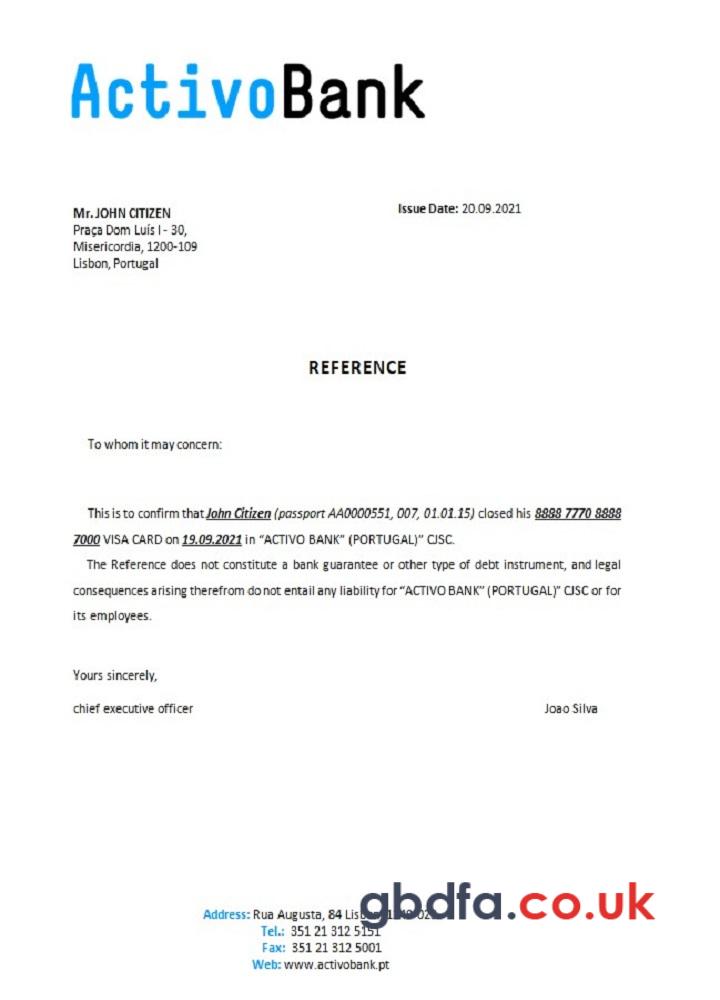 ActivoBank
Mr. JOHN CITIZEN
Issue Date: 20.09.2021
Praça Dom Luís I - 30,
Misericordia, 1200-109
Lisbon, Portugal
REFERENCE
To whom it may concern:
This is to confirm that John Citizen (passport AA0000551, 007, 01.01.15) closed his 8888 7770 8888
7000 VISA CARD on 19.09.2021 in “ACTIVO BANK” (PORTUGAL)” CJSC.
The Reference does not constitute a bank guarantee or other type of debt instrument, and legal
consequences arising therefrom do not entail any liability for “ACTIVO BANK” (PORTUGAL)” CJSC or for
its employees.
Yours sincerely,
chief executive officer
Joao Silva
gbdfa.co.uk
Address: Rua Augusta, 84
Tel.: 351 21 312 5151
Fax: 351 21 312 5001
Web: www.activobank.pt